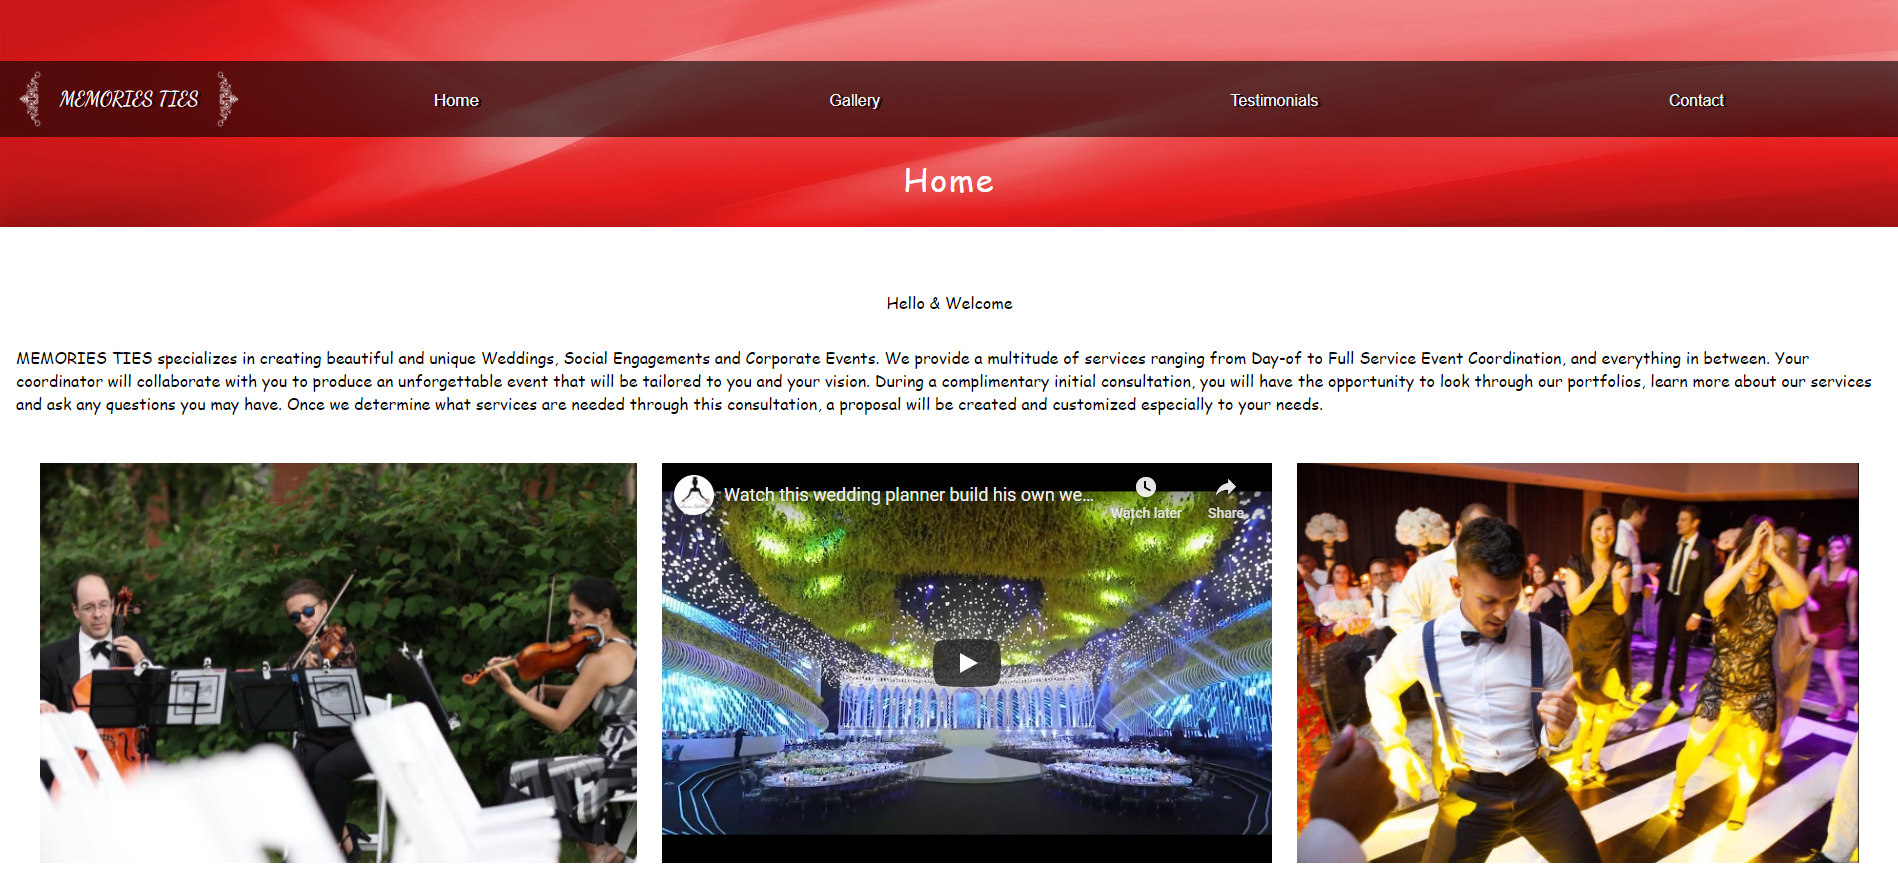 MEMORIES TIES
Home
Gallery
Testimonials
Contact
Home
Hello & Welcome
MEMORIES TIES specializes in creating beautiful and unique Weddings, Social Engagements and Corporate Events. We provide a multitude of services ranging from Day-of to Full Service Event Coordination, and everything in between. Your
coordinator will collaborate with you to produce an unforgettable event that will be tailored to you and your vision. During a complimentary initial consultation, you will have the opportunity to look through our portfolios, learn more about our services
and ask any questions you may have. Once we determine what services are needed through this consultation, a proposal will be created and customized especially to your needs.
Watch this wedding planner build his own we...
Watch later
Share